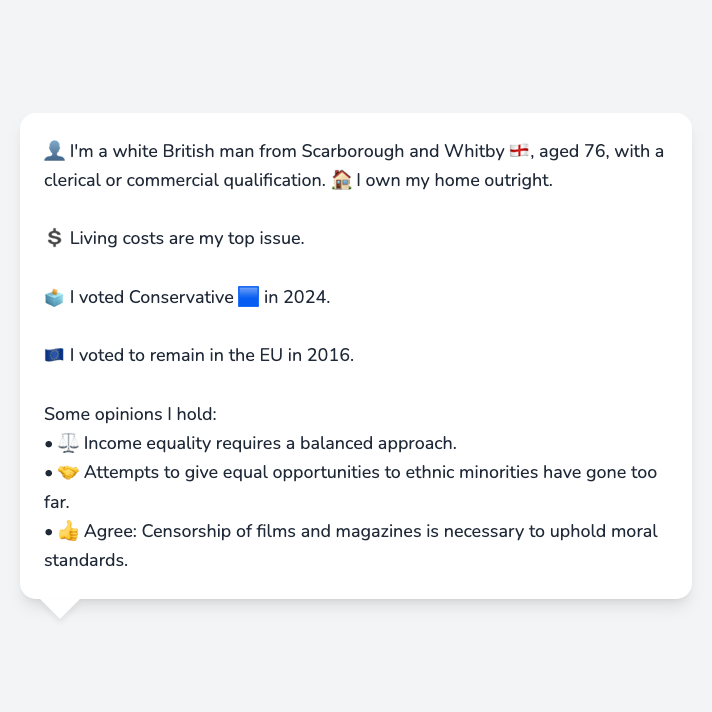 👤 I'm a white British man from Scarborough and Whitby 🏴󠁧󠁢󠁥󠁮󠁧󠁿, aged 76, with a
clerical or commercial qualification. 🏠 I own my home outright.
💲 Living costs are my top issue.
🗳️ I voted Conservative 🟦 in 2024.
🇪🇺 I voted to remain in the EU in 2016.
Some opinions I hold:
• ⚖️ Income equality requires a balanced approach.
• 🤝 Attempts to give equal opportunities to ethnic minorities have gone too
far.
• 👍 Agree: Censorship of films and magazines is necessary to uphold moral
standards.